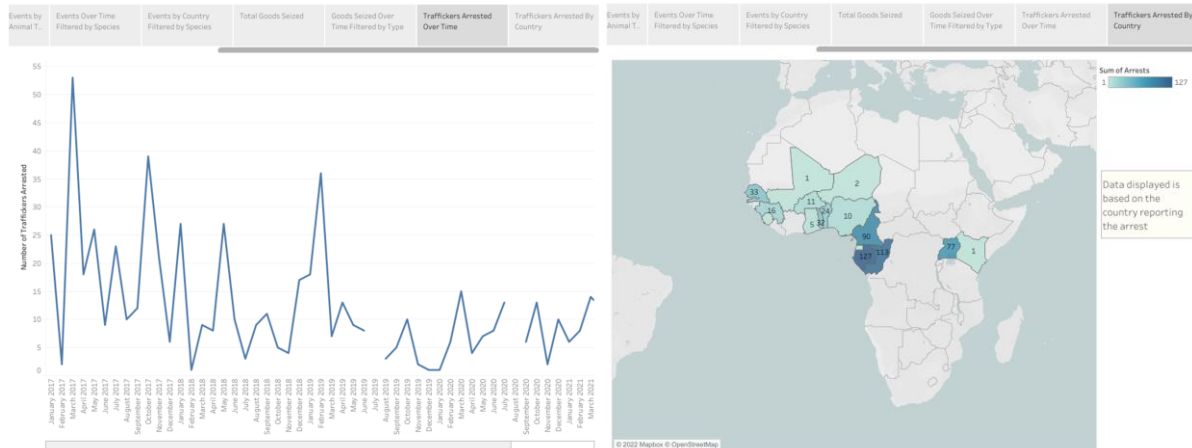 Events by
Animal T...
Events Over Time
Filtered by Species
Events by Country
Filtered by Species
Total Goods Seized
Goods Seized Over
Time Filtered by Type
Traffickers Arrested
Over Time
Traffickers Arrested By
Country
55
50
45
40
35
30
25
20
15
10
5
0
Number of Traffickers Arrested
January 2017
February 2017
March 2017
April 2017
May 2017
June 2017
July 2017
August 2017
September 2017
October 2017
November 2017
December 2017
January 2018
February 2018
March 2018
April 2018
May 2018
June 2018
July 2018
August 2018
September 2018
October 2018
November 2018
December 2018
January 2019
February 2019
March 2019
April 2019
May 2019
June 2019
July 2019
August 2019
September 2019
October 2019
November 2019
December 2019
January 2020
February 2020
March 2020
April 2020
May 2020
June 2020
July 2020
August 2020
September 2020
October 2020
November 2020
December 2020
January 2021
February 2021
March 2021
Events by
Animal T...
Events Over Time
Filtered by Species
Events by Country
Filtered by Species
Total Goods Seized
Goods Seized Over
Time Filtered by Type
Traffickers Arrested
Over Time
Traffickers Arrested By
Country
Sum of Arrests
1 127
1
2
33
11
16
24
5
32
10
90
127
113
77
1
Data displayed is
based on the
country reporting
the arrest
© 2022 Mapbox © OpenStreetMap